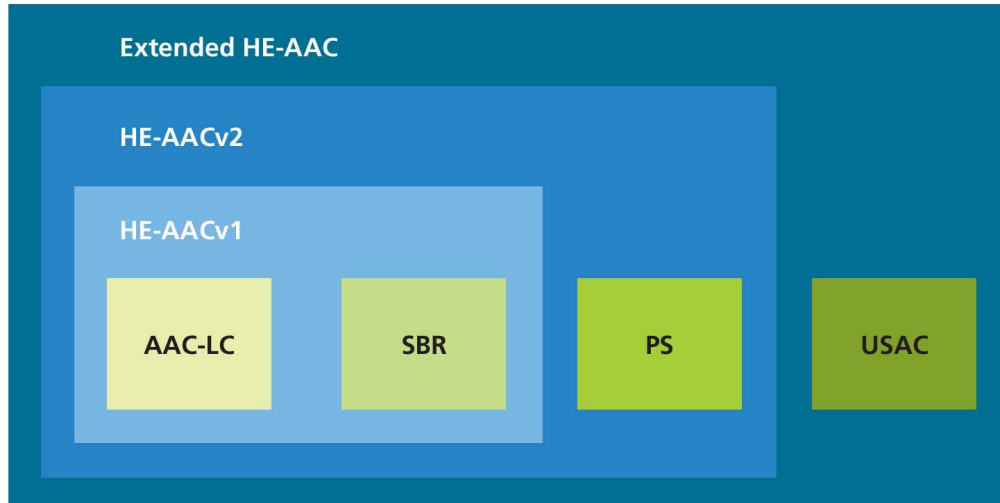 Extended HE-AAC
HE-AACv2
HE-AACv1
AAC-LC
SBR
PS
USAC